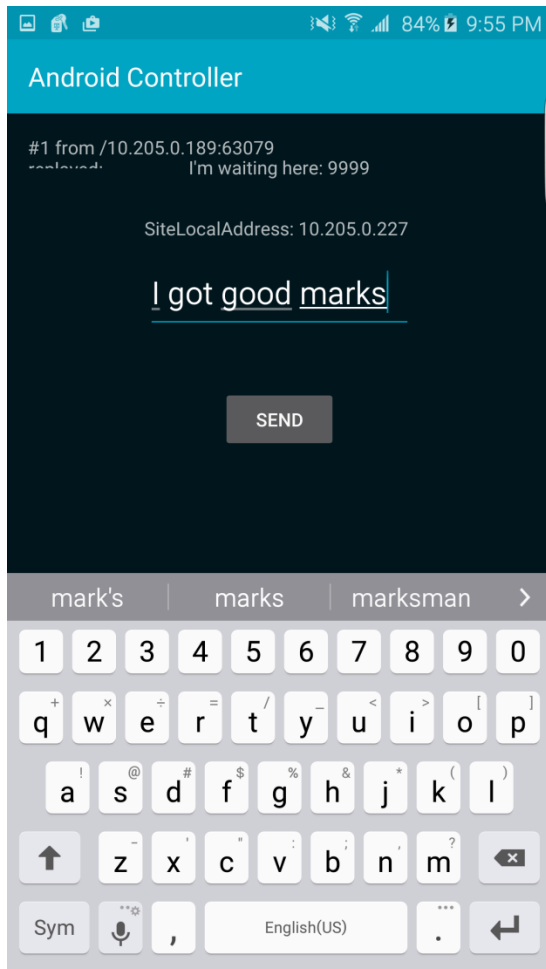 84% 9:55 PM
Android Controller
#1 from /10.205.0.189:63079
I'm waiting here: 9999
SiteLocalAddress: 10.205.0.227
I got good marks
SEND
mark's marks marksman >
1 2 3 4 5 6 7 8 9 0
+ × ÷ = / _ < > [ ]
q w e r t y u i o p
! @ # $ % & * ( )
a s d f g h j k l
- ' " : ; , ?
z x c v b n m
Sym , English(US) .